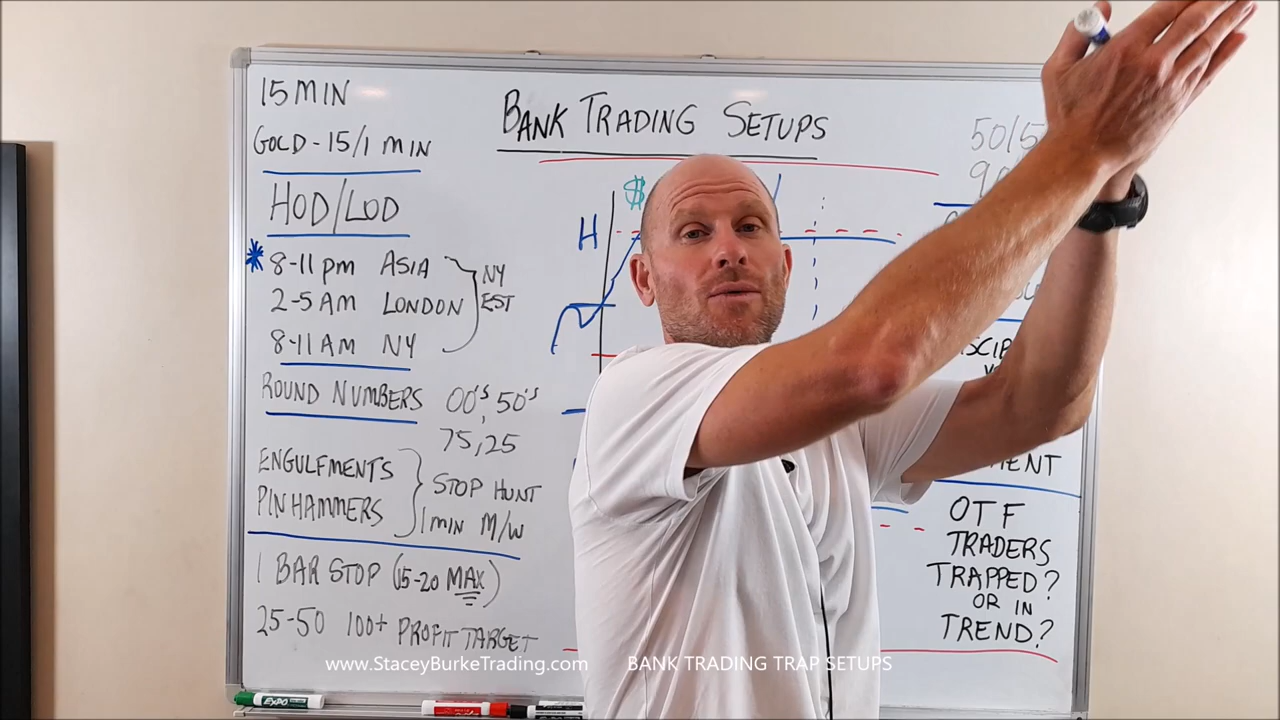 15 MIN
GOLD - 15/1 MIN
HOD/LOD
* 8-11 pm ASIA
2-5 AM LONDON
8-11 AM NY
NY
EST
ROUND NUMBERS 00's, 50's
75, 25
ENGULFMENTS
PIN HAMMERS
STOP HUNT
1 MIN M/W
1 BAR STOP (15-20 MAX)
25-50 100+ PROFIT TARGET
BANK TRADING SETUPS
$
H
50/5
OTF
TRADERS
TRAPPED?
OR IN
TREND?
EXPO
www.StaceyBurkeTrading.com
BANK TRADING TRAP SETUPS